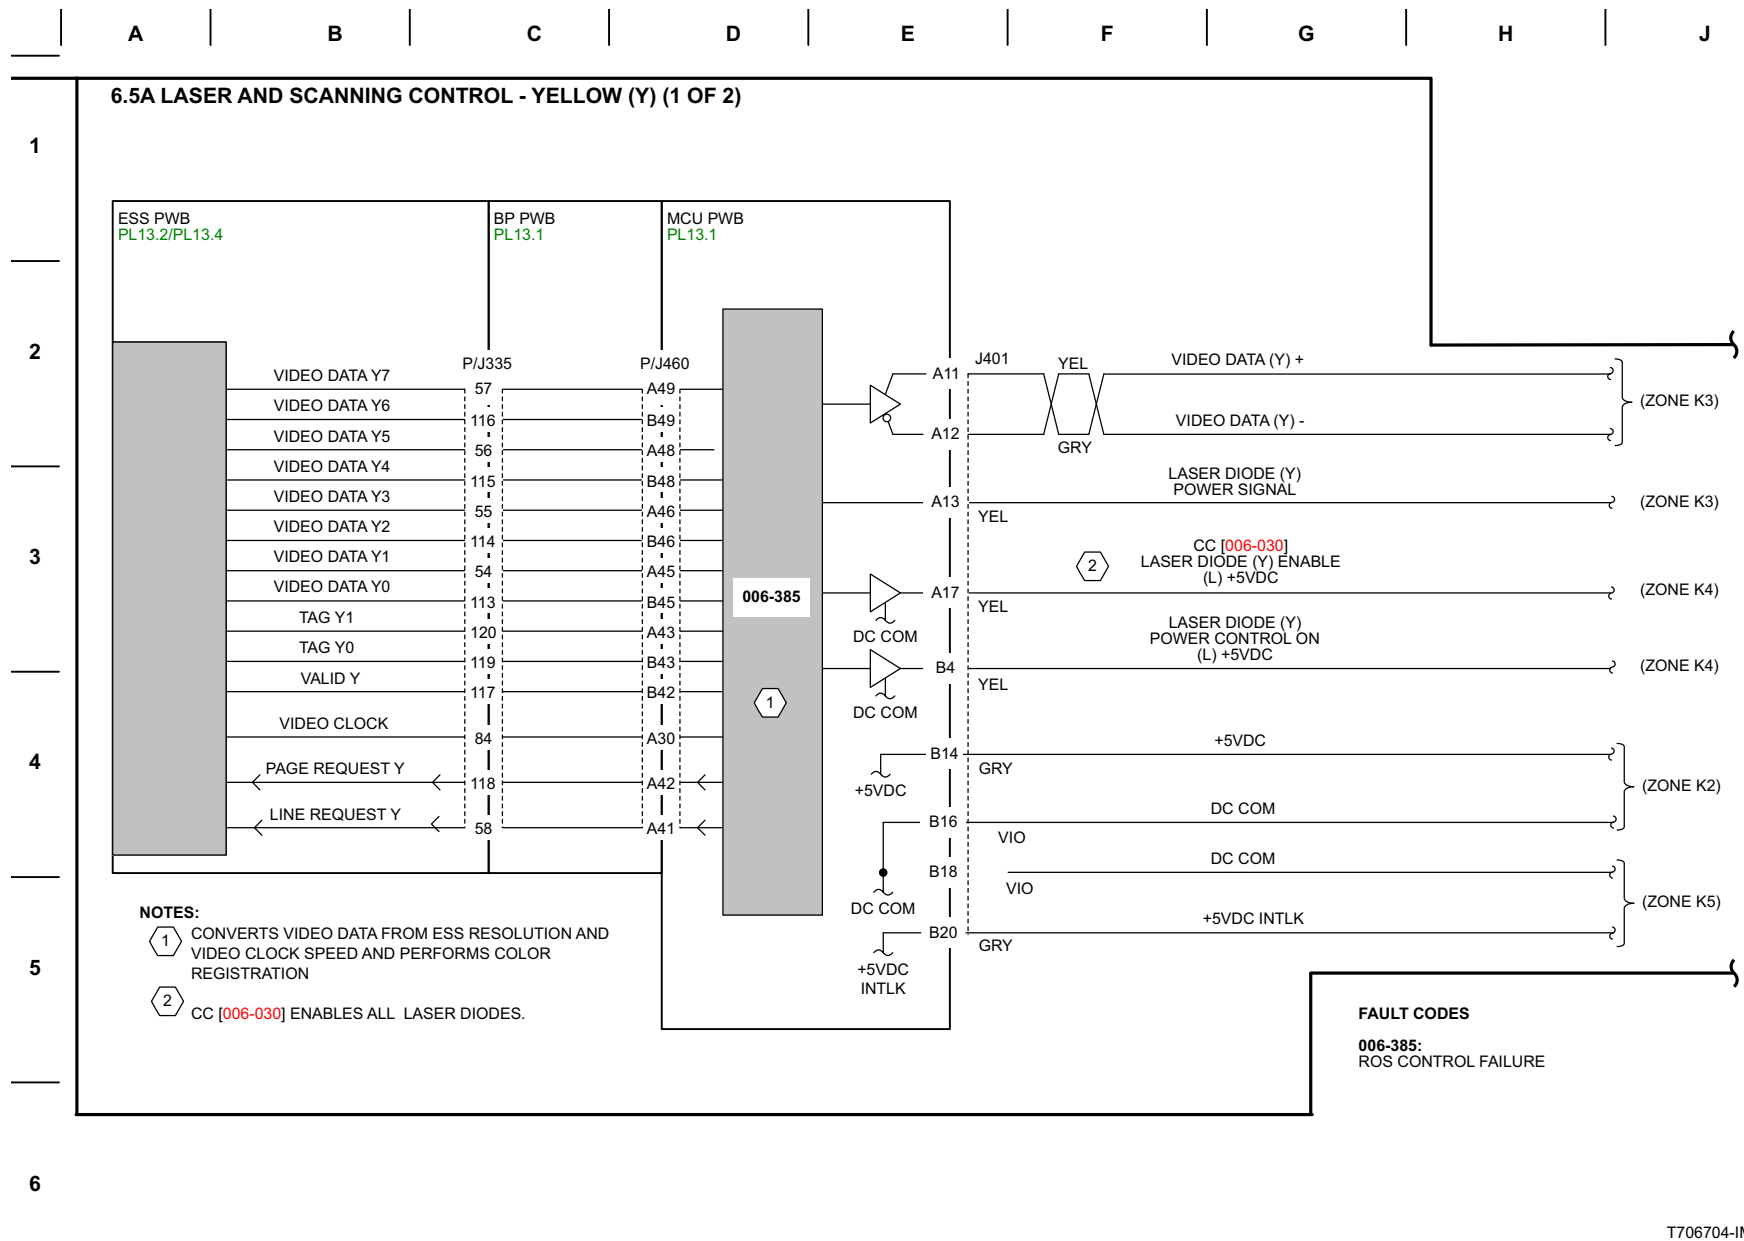 A B C D E F G H J
6.5A LASER AND SCANNING CONTROL - YELLOW (Y) (1 OF 2)
1
2
3
4
5
6
ESS PWB
PL13.2/PL13.4
BP PWB
PL13.1
MCU PWB
PL13.1
P/J335
P/J460
VIDEO DATA Y7 57 A49
VIDEO DATA Y6 116 B49
VIDEO DATA Y5 56 A48
VIDEO DATA Y4 115 B48
VIDEO DATA Y3 55 A46
VIDEO DATA Y2 114 B46
VIDEO DATA Y1 54 A45
VIDEO DATA Y0 113 B45
TAG Y1 120 A43
TAG Y0 119 B43
VALID Y 117 B42
VIDEO CLOCK 84 A30
PAGE REQUEST Y 118 A42
LINE REQUEST Y 58 A41
006-385
1
J401
A11 YEL VIDEO DATA (Y) +
(ZONE K3)
A12 GRY VIDEO DATA (Y) -
LASER DIODE (Y)
POWER SIGNAL
A13 YEL (ZONE K3)
2
CC [006-030]
LASER DIODE (Y) ENABLE
(L) +5VDC
A17 YEL (ZONE K4)
DC COM
LASER DIODE (Y)
POWER CONTROL ON
(L) +5VDC
B4 YEL (ZONE K4)
DC COM
B14 GRY +5VDC
+5VDC
(ZONE K2)
B16 VIO DC COM
B18 VIO DC COM
DC COM
(ZONE K5)
B20 GRY +5VDC INTLK
+5VDC
INTLK
NOTES:
1 CONVERTS VIDEO DATA FROM ESS RESOLUTION AND
VIDEO CLOCK SPEED AND PERFORMS COLOR
REGISTRATION
2 CC [006-030] ENABLES ALL LASER DIODES.
FAULT CODES
006-385:
ROS CONTROL FAILURE